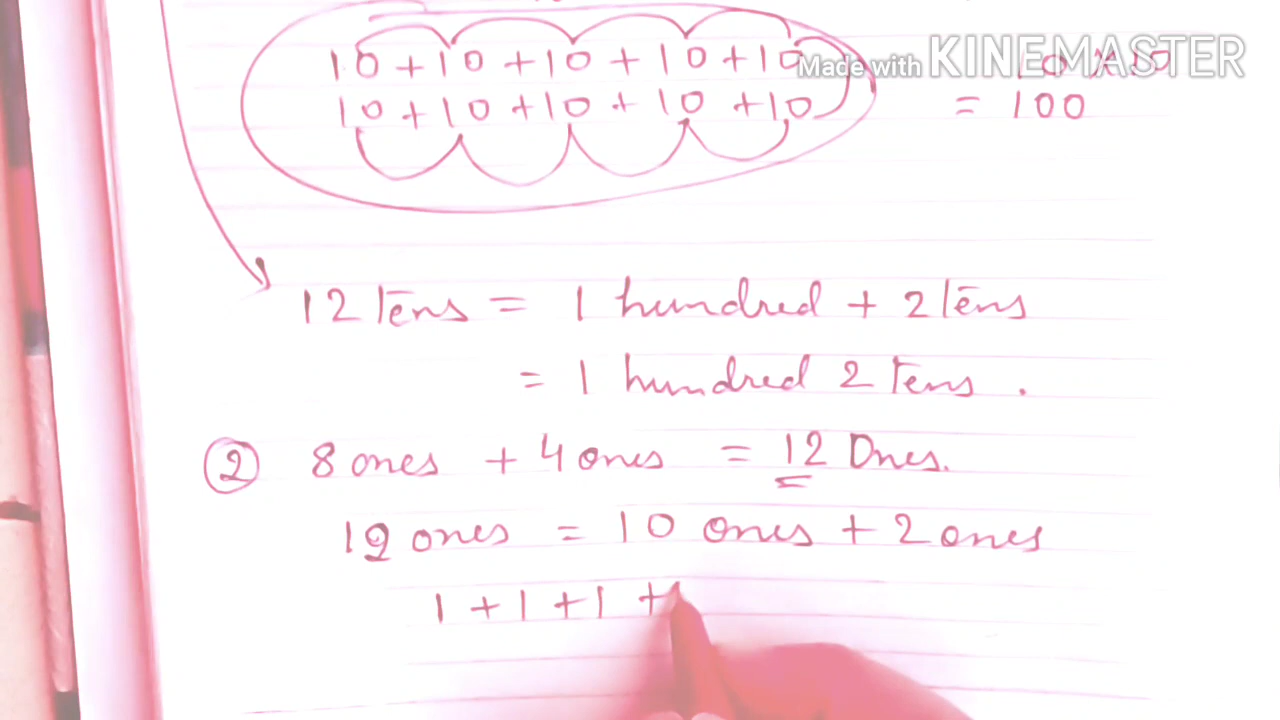 10 + 10 + 10 + 10 + 10 10 × 10
Made with KINEMASTER
10 + 10 + 10 + 10 + 10 = 100
12 Tens = 1 hundred + 2 Tens
= 1 hundred 2 Tens.
② 8 ones + 4 ones = 12 Ones.
12 ones = 10 ones + 2 ones
1 + 1 + 1 +